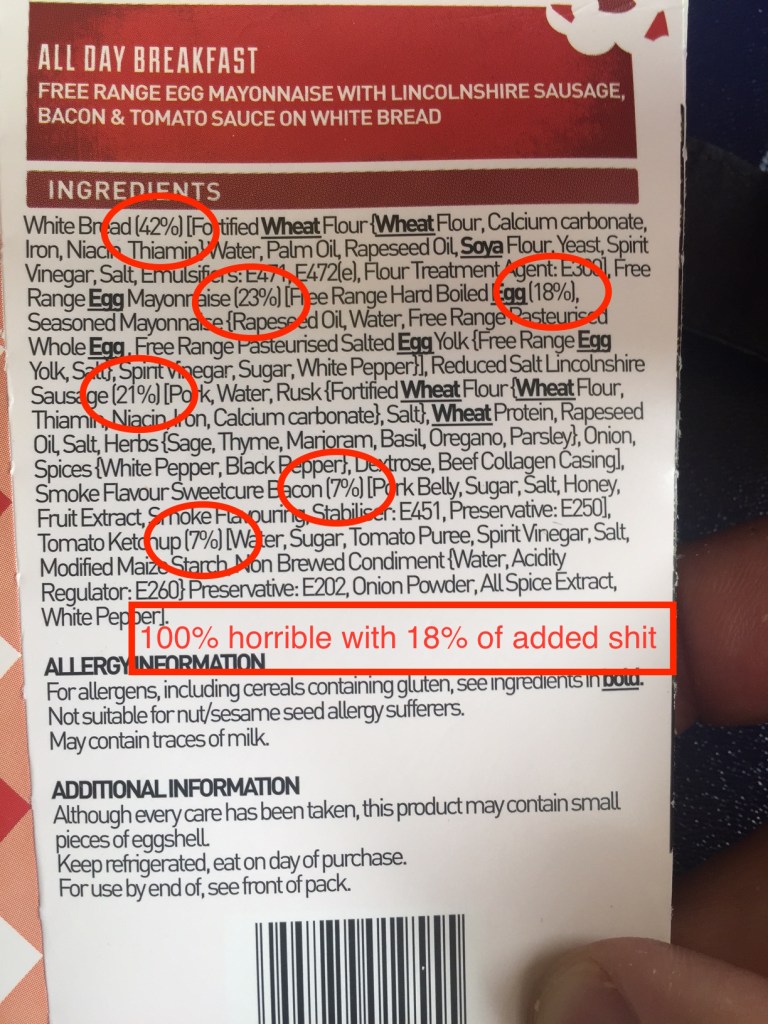 ALL DAY BREAKFAST
FREE RANGE EGG MAYONNAISE WITH LINCOLNSHIRE SAUSAGE,
BACON & TOMATO SAUCE ON WHITE BREAD
INGREDIENTS
White Bread (42%) [Fortified Wheat Flour {Wheat Flour, Calcium carbonate,
Iron, Niacin, Thiamin} Water, Palm Oil, Rapeseed Oil, Soya Flour, Yeast, Spirit
Vinegar, Salt, Emulsifiers: E471, E472(e), Flour Treatment Agent: E300], Free
Range Egg Mayonnaise (23%) [Free Range Hard Boiled Egg (18%),
Seasoned Mayonnaise {Rapeseed Oil, Water, Free Range Pasteurised
Whole Egg , Free Range Pasteurised Salted Egg Yolk {Free Range Egg
Yolk, Salt}, Spirit Vinegar, Sugar, White Pepper}], Reduced Salt Lincolnshire
Sausage (21%) [Pork, Water, Rusk {Fortified Wheat Flour {Wheat Flour,
Thiamin, Niacin, Iron, Calcium carbonate}, Salt}, Wheat Protein, Rapeseed
Oil, Salt, Herbs {Sage, Thyme, Marjoram, Basil, Oregano, Parsley}, Onion,
Spices {White Pepper, Black Pepper}, Dextrose, Beef Collagen Casing],
Smoke Flavour Sweetcure Bacon (7%) [Pork Belly, Sugar, Salt, Honey,
Fruit Extract, Smoke Flavouring, Stabiliser: E451, Preservative: E250],
Tomato Ketchup (7%) [Water, Sugar, Tomato Puree, Spirit Vinegar, Salt,
Modified Maize Starch, Non Brewed Condiment {Water, Acidity
Regulator: E260} Preservative: E202, Onion Powder, All Spice Extract,
White Pepper].
100% horrible with 18% of added shit
ALLERGY INFORMATION
For allergens, including cereals containing gluten, see ingredients in bold.
Not suitable for nut/sesame seed allergy sufferers.
May contain traces of milk.
ADDITIONAL INFORMATION
Although every care has been taken, this product may contain small
pieces of eggshell.
Keep refrigerated, eat on day of purchase.
For use by end of, see front of pack.